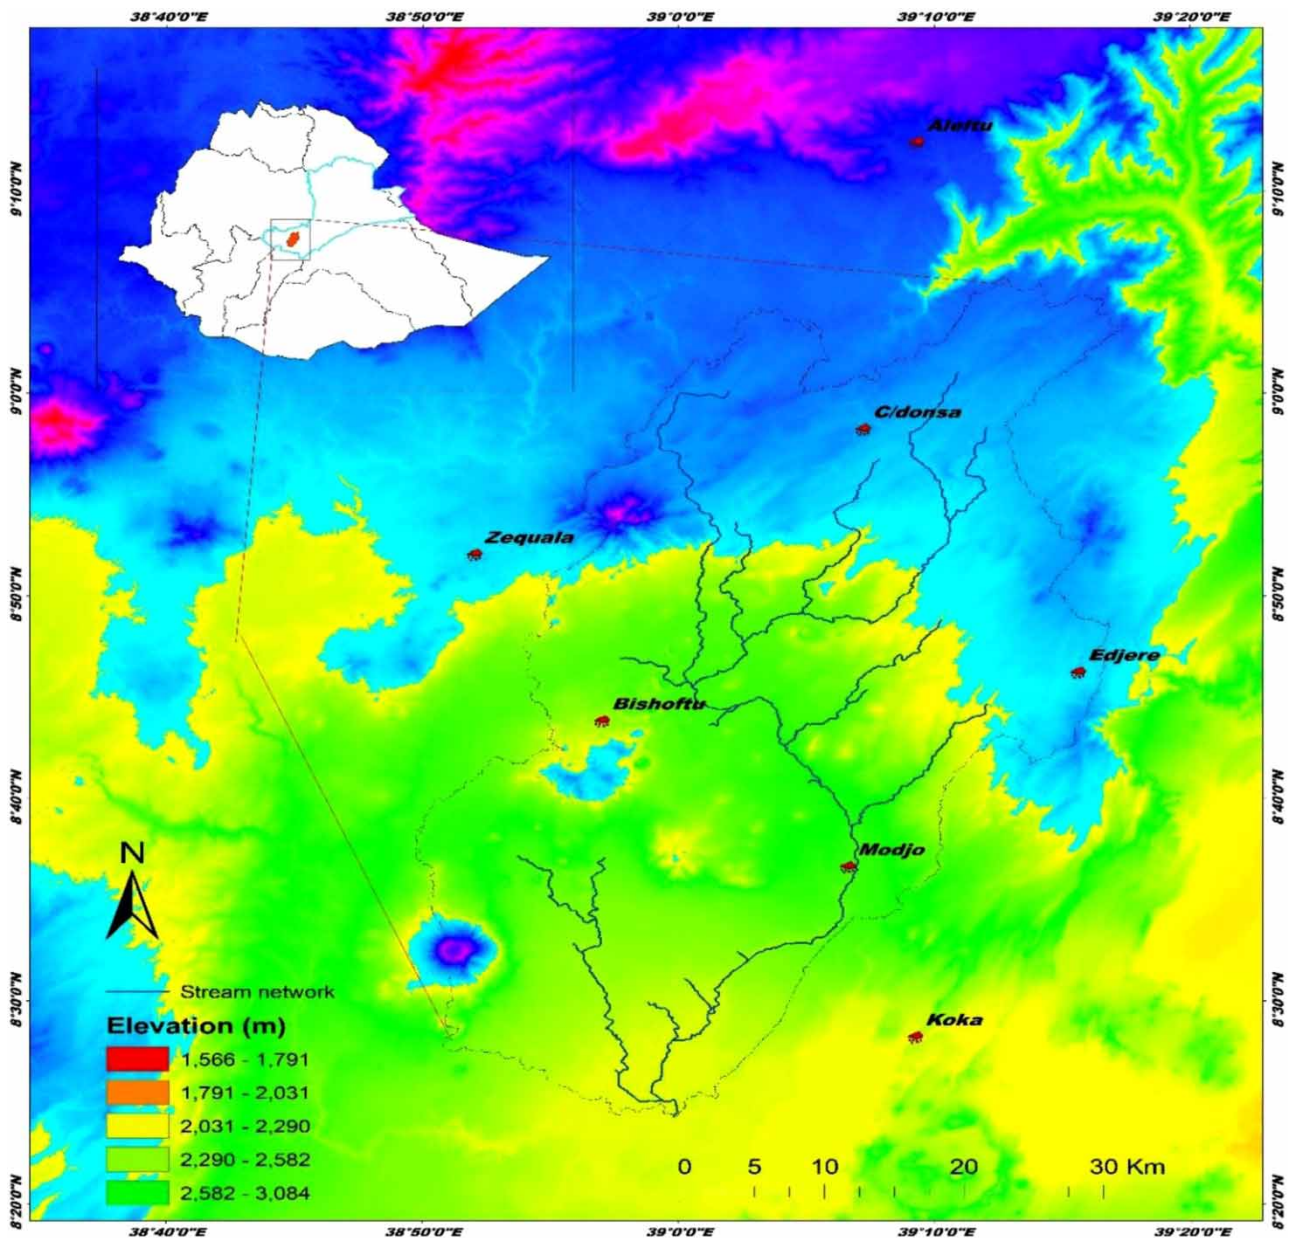 38°40'0"E 38°50'0"E 39°0'0"E 39°10'0"E 39°20'0"E
9°10'0"N 9°10'0"N
9°0'0"N 9°0'0"N
8°50'0"N 8°50'0"N
8°40'0"N 8°40'0"N
8°30'0"N 8°30'0"N
8°20'0"N 8°20'0"N
Aleltu
C/donsa
Zequala
Edjere
Bishoftu
Modjo
Koka
N
Stream network
Elevation (m)
1,566 - 1,791
1,791 - 2,031
2,031 - 2,290
2,290 - 2,582
2,582 - 3,084
0 5 10 20 30 Km
38°40'0"E 38°50'0"E 39°0'0"E 39°10'0"E 39°20'0"E